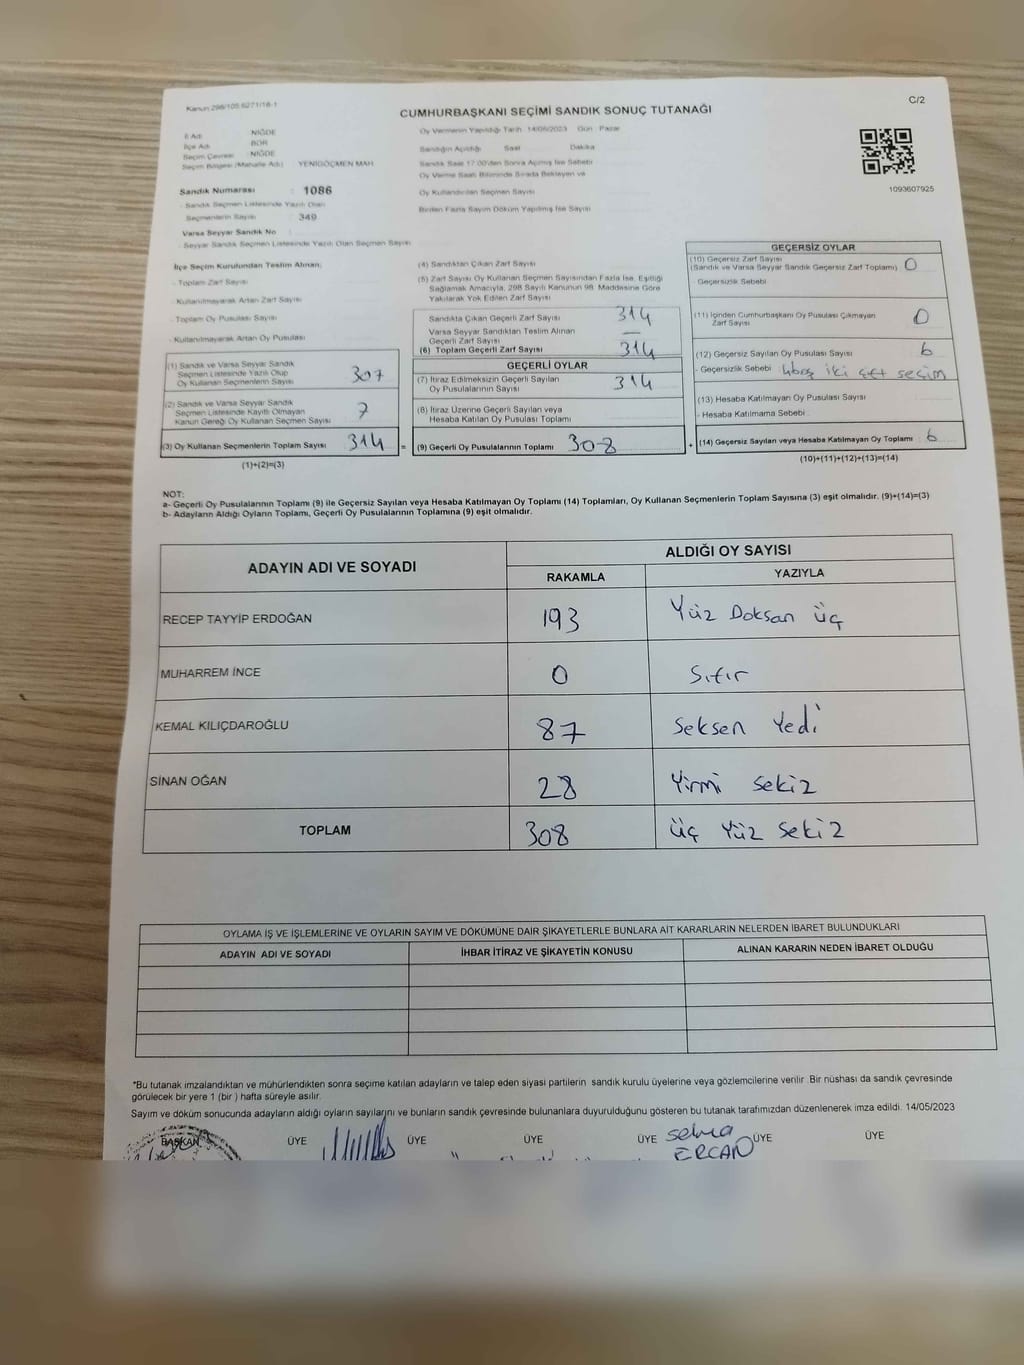 Kanun:298/105 6271/18-1
CUMHURBAŞKANI SEÇİMİ SANDIK SONUÇ TUTANAĞI
C/2
İl Adı NİĞDE
İlçe Adı BOR
Seçim Çevresi NİĞDE
Seçim Bölgesi (Mahalle Adı) YENİGÖÇMEN MAH.
Sandık Numarası : 1086
- Sandık Seçmen Listesinde Yazılı Olan
Seçmenlerin Sayısı : 349
Varsa Seyyar Sandık No
- Seyyar Sandık Seçmen Listesinde Yazılı Olan Seçmen Sayısı
Oy Vermenin Yapıldığı Tarih 14/05/2023 Gün : Pazar
Sandığın Açıldığı Saat Dakika
Sandık Saat 17.00'den Sonra Açılmış İse Sebebi
Oy Verme Saati Bitiminde Sırada Bekleyen ve
Oy Kullandırılan Seçmen Sayısı
Birden Fazla Sayım Döküm Yapılmış İse Sayısı
1093607925
İlçe Seçim Kurulundan Teslim Alınan;
- Toplam Zarf Sayısı
- Kullanılmayarak Artan Zarf Sayısı
- Toplam Oy Pusulası Sayısı
- Kullanılmayarak Artan Oy Pusulası
(1) Sandık ve Varsa Seyyar Sandık
Seçmen Listesinde Yazılı Olup
Oy Kullanan Seçmenlerin Sayısı 307
(2) Sandık ve Varsa Seyyar Sandık
Seçmen Listesinde Kayıtlı Olmayan
Kanun Gereği Oy Kullanan Seçmen Sayısı 7
(3) Oy Kullanan Seçmenlerin Toplam Sayısı 314 =
(1)+(2)=(3)
(4) Sandıktan Çıkan Zarf Sayısı
(5) Zarf Sayısı Oy Kullanan Seçmen Sayısından Fazla İse, Eşitliği
Sağlamak Amacıyla, 298 Sayılı Kanunun 98. Maddesine Göre
Yakılarak Yok Edilen Zarf Sayısı
Sandıkta Çıkan Geçerli Zarf Sayısı 314
Varsa Seyyar Sandıktan Teslim Alınan
Geçerli Zarf Sayısı —
(6) Toplam Geçerli Zarf Sayısı 314
GEÇERLİ OYLAR
(7) İtiraz Edilmeksizin Geçerli Sayılan
Oy Pusulalarının Sayısı 314
(8) İtiraz Üzerine Geçerli Sayılan veya
Hesaba Katılan Oy Pusulası Toplamı
(9) Geçerli Oy Pusulalarının Toplamı 308 +
GEÇERSİZ OYLAR
(10) Geçersiz Zarf Sayısı
(Sandık ve Varsa Seyyar Sandık Geçersiz Zarf Toplamı) 0
Geçersizlik Sebebi
(11) İçinden Cumhurbaşkanı Oy Pusulası Çıkmayan
Zarf Sayısı 0
(12) Geçersiz Sayılan Oy Pusulası Sayısı 6
- Geçersizlik Sebebi 4boş iki çift seçim
(13) Hesaba Katılmayan Oy Pusulası Sayısı
- Hesaba Katılmama Sebebi
(14) Geçersiz Sayılan veya Hesaba Katılmayan Oy Toplamı : 6
(10)+(11)+(12)+(13)=(14)
NOT:
a- Geçerli Oy Pusulalarının Toplamı (9) ile Geçersiz Sayılan veya Hesaba Katılmayan Oy Toplamı (14) Toplamları, Oy Kullanan Seçmenlerin Toplam Sayısına (3) eşit olmalıdır. (9)+(14)=(3)
b- Adayların Aldığı Oyların Toplamı, Geçerli Oy Pusulalarının Toplamına (9) eşit olmalıdır.
ADAYIN ADI VE SOYADI ALDIĞI OY SAYISI
RAKAMLA YAZIYLA
RECEP TAYYİP ERDOĞAN 193 Yüz Doksan üç
MUHARREM İNCE 0 Sıfır
KEMAL KILIÇDAROĞLU 87 Seksen Yedi
SİNAN OĞAN 28 Yirmi sekiz
TOPLAM 308 üç Yüz sekiz
OYLAMA İŞ VE İŞLEMLERİNE VE OYLARIN SAYIM VE DÖKÜMÜNE DAİR ŞİKAYETLERLE BUNLARA AİT KARARLARIN NELERDEN İBARET BULUNDUKLARI
ADAYIN ADI VE SOYADI İHBAR İTİRAZ VE ŞİKAYETİN KONUSU ALINAN KARARIN NEDEN İBARET OLDUĞU
*Bu tutanak imzalandıktan ve mühürlendikten sonra seçime katılan adayların ve talep eden siyasi partilerin sandık kurulu üyelerine veya gözlemcilerine verilir. Bir nüshası da sandık çevresinde
görülecek bir yere 1 (bir ) hafta süreyle asılır.
Sayım ve döküm sonucunda adayların aldığı oyların sayılarını ve bunların sandık çevresinde bulunanlara duyurulduğunu gösteren bu tutanak tarafımızdan düzenlenerek imza edildi. 14/05/2023
BAŞKAN ÜYE ÜYE ÜYE ÜYE ÜYE ÜYE
selma
ERCAN